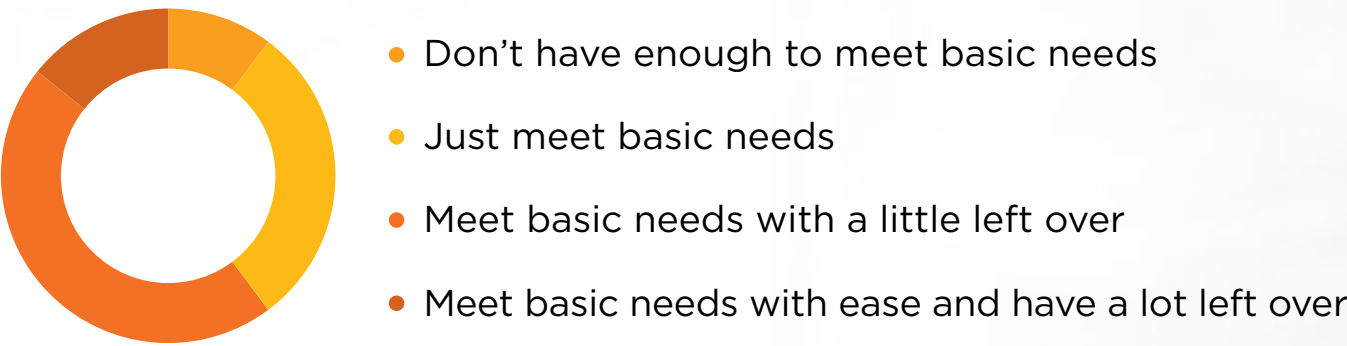 Don’t have enough to meet basic needs
Just meet basic needs
Meet basic needs with a little left over
Meet basic needs with ease and have a lot left over